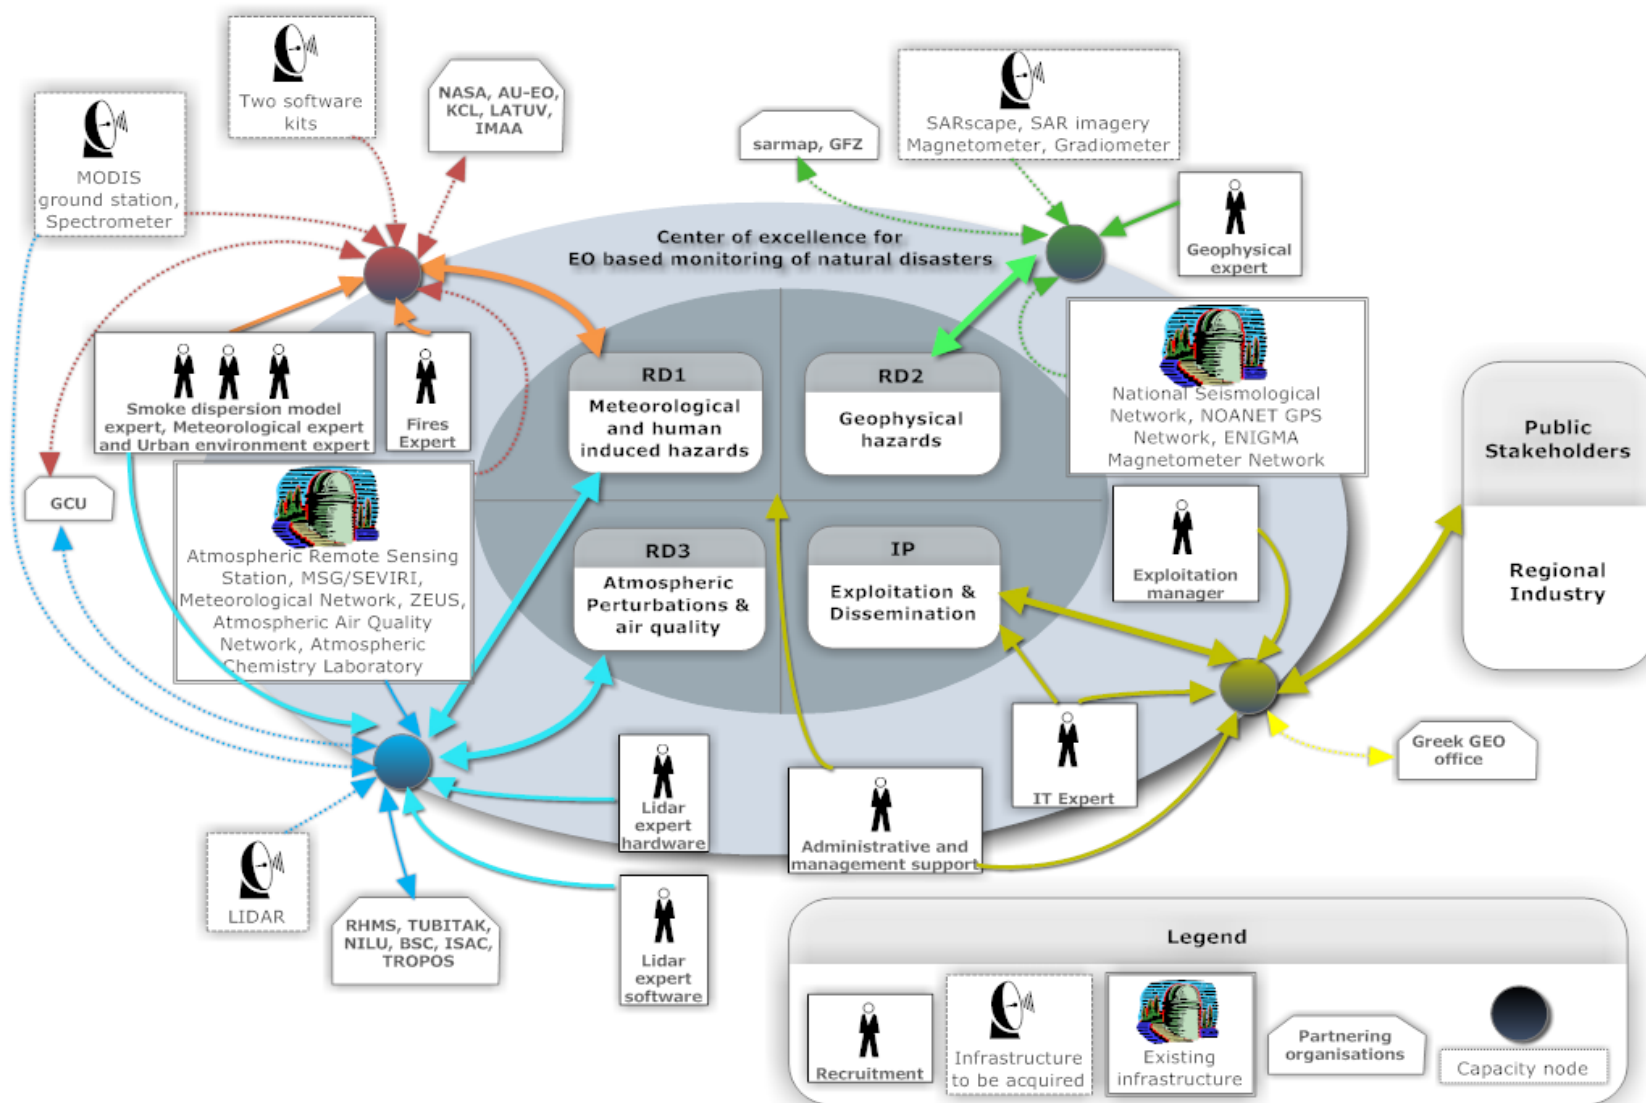 Two software
kits
NASA, AU-EO,
KCL, LATUV,
IMAA
MODIS
ground station,
Spectrometer
sarmap, GFZ
SARscape, SAR imagery
Magnetometer, Gradiometer
Geophysical
expert
Center of excellence for
EO based monitoring of natural disasters
Smoke dispersion model
expert, Meteorological expert
and Urban environment expert
Fires
Expert
RD1
Meteorological
and human
induced hazards
RD2
Geophysical
hazards
National Seismological
Network, NOANET GPS
Network, ENIGMA
Magnetometer Network
Public
Stakeholders
Regional
Industry
GCU
Atmospheric Remote Sensing
Station, MSG/SEVIRI,
Meteorological Network, ZEUS,
Atmospheric Air Quality
Network, Atmospheric
Chemistry Laboratory
RD3
Atmospheric
Perturbations &
air quality
IP
Exploitation &
Dissemination
Exploitation
manager
Greek GEO
office
IT Expert
Lidar
expert
hardware
Administrative and
management support
LIDAR
RHMS, TUBITAK,
NILU, BSC, ISAC,
TROPOS
Lidar
expert
software
Legend
Recruitment
Infrastructure
to be acquired
Existing
infrastructure
Partnering
organisations
Capacity node